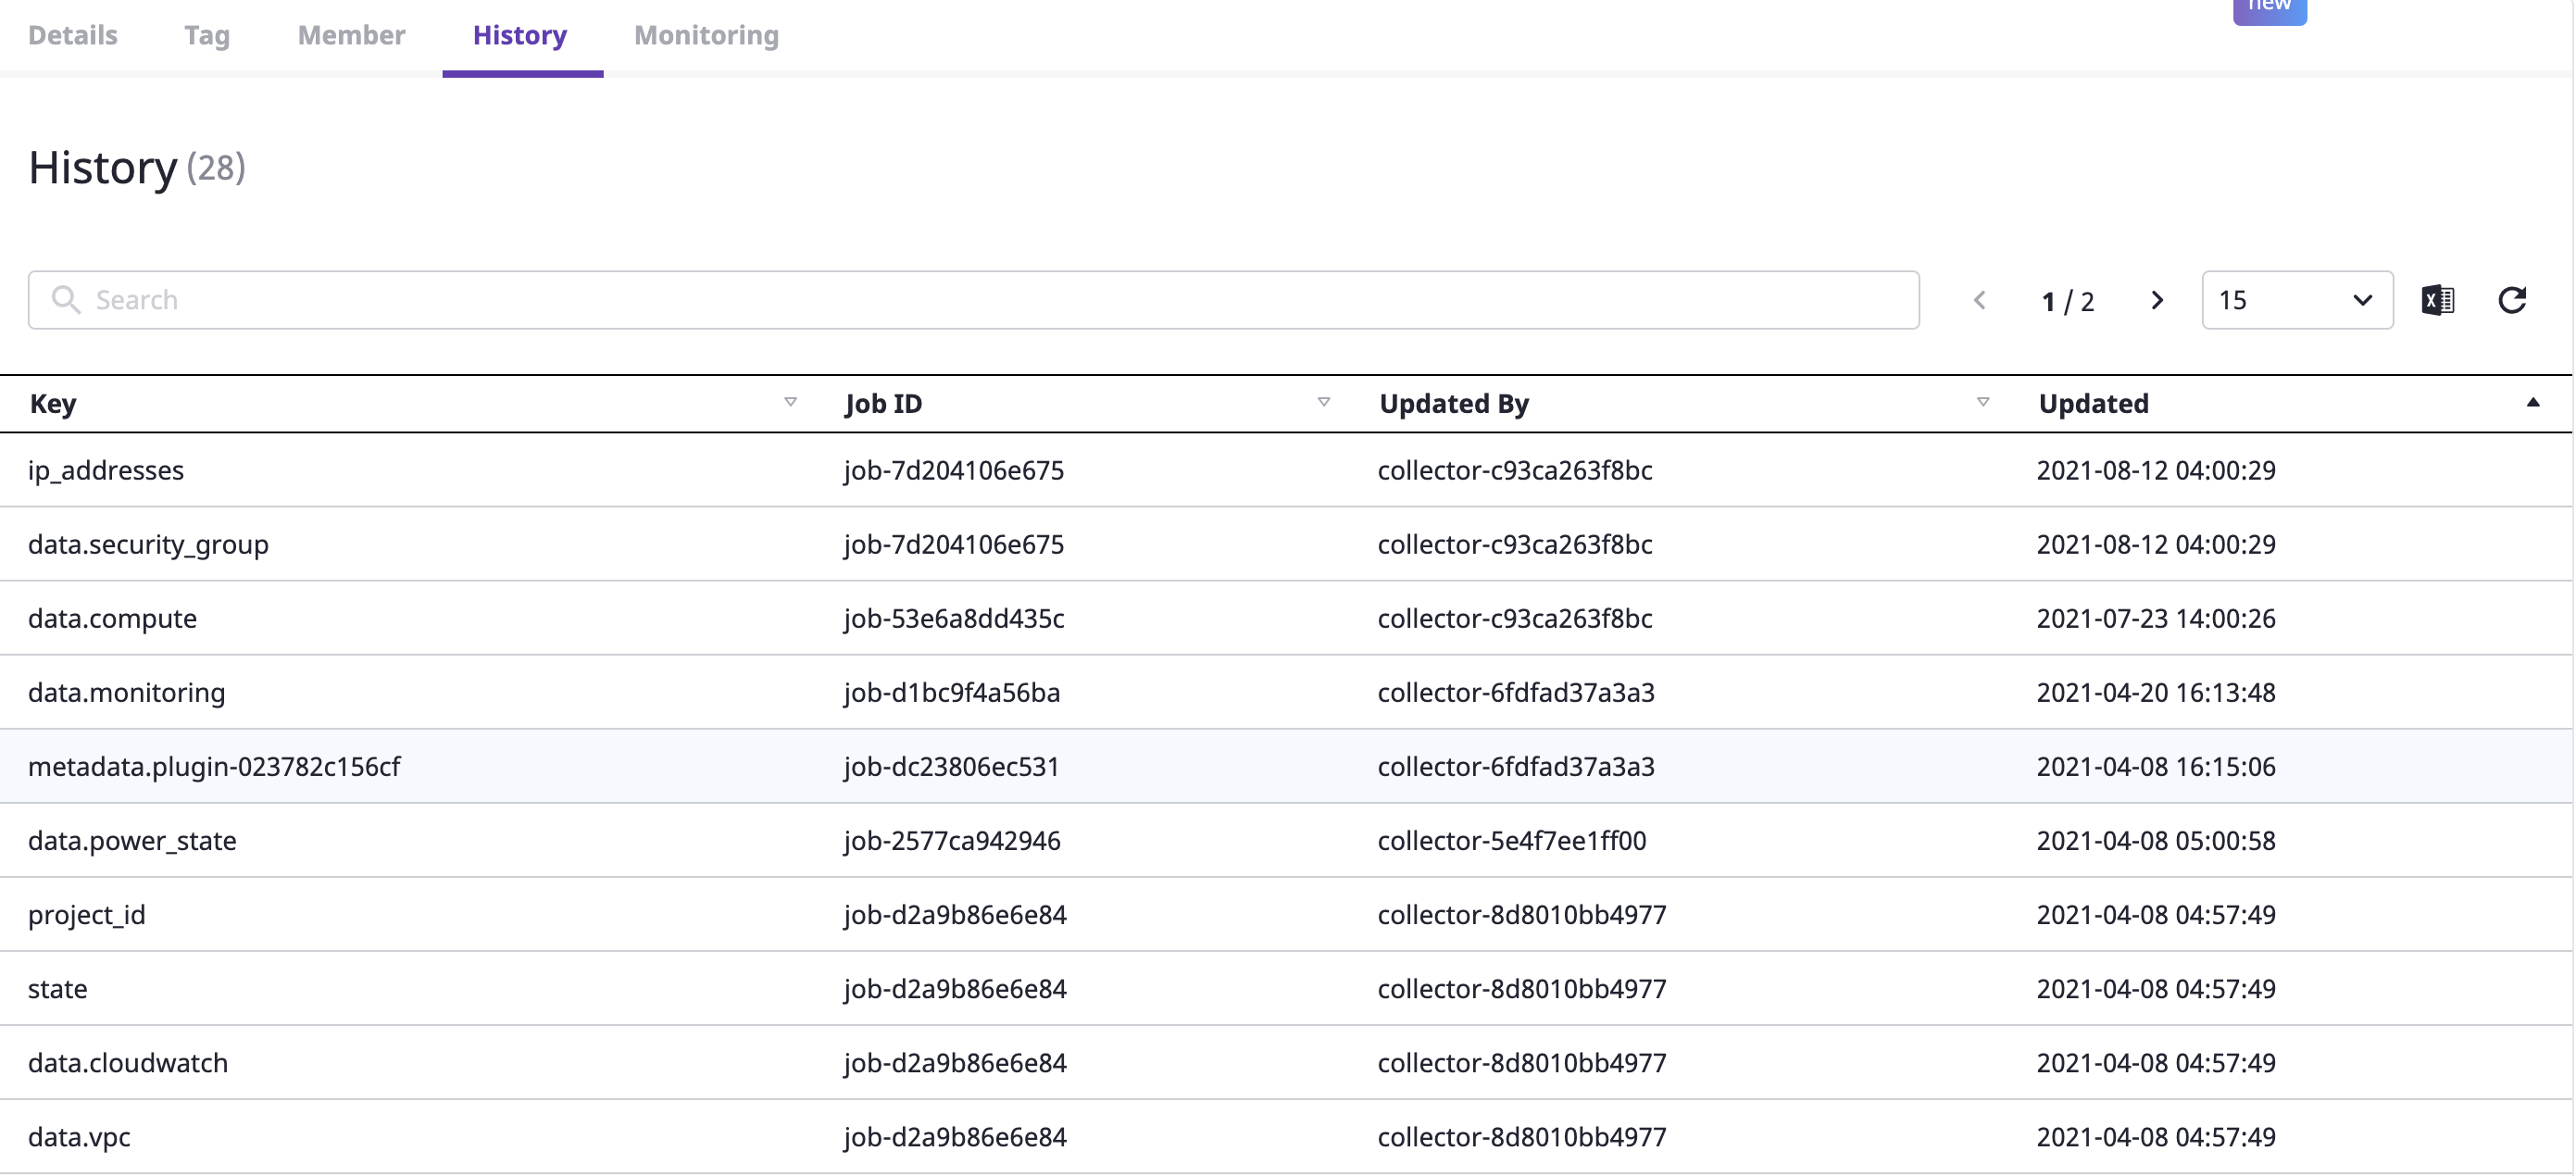 new
Details Tag Member History Monitoring
History (28)
Search 1 / 2 15
Key Job ID Updated By Updated
ip_addresses job-7d204106e675 collector-c93ca263f8bc 2021-08-12 04:00:29
data.security_group job-7d204106e675 collector-c93ca263f8bc 2021-08-12 04:00:29
data.compute job-53e6a8dd435c collector-c93ca263f8bc 2021-07-23 14:00:26
data.monitoring job-d1bc9f4a56ba collector-6fdfad37a3a3 2021-04-20 16:13:48
metadata.plugin-023782c156cf job-dc23806ec531 collector-6fdfad37a3a3 2021-04-08 16:15:06
data.power_state job-2577ca942946 collector-5e4f7ee1ff00 2021-04-08 05:00:58
project_id job-d2a9b86e6e84 collector-8d8010bb4977 2021-04-08 04:57:49
state job-d2a9b86e6e84 collector-8d8010bb4977 2021-04-08 04:57:49
data.cloudwatch job-d2a9b86e6e84 collector-8d8010bb4977 2021-04-08 04:57:49
data.vpc job-d2a9b86e6e84 collector-8d8010bb4977 2021-04-08 04:57:49